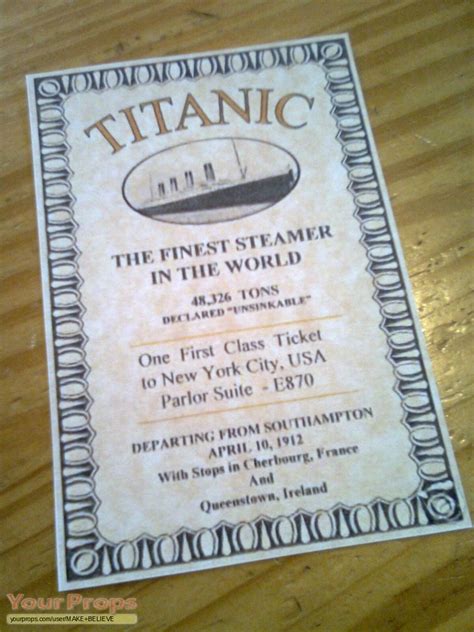 TITANIC
THE FINEST STEAMER
IN THE WORLD
48,326 TONS
DECLARED "UNSINKABLE"
One First Class Ticket
to New York City, USA
Parlor Suite - E870
DEPARTING FROM SOUTHAMPTON
APRIL 10, 1912
With Stops in Cherbourg, France
And
Queenstown, Ireland
Your Props
yourprops.com/user/MAKE+BELIEVE